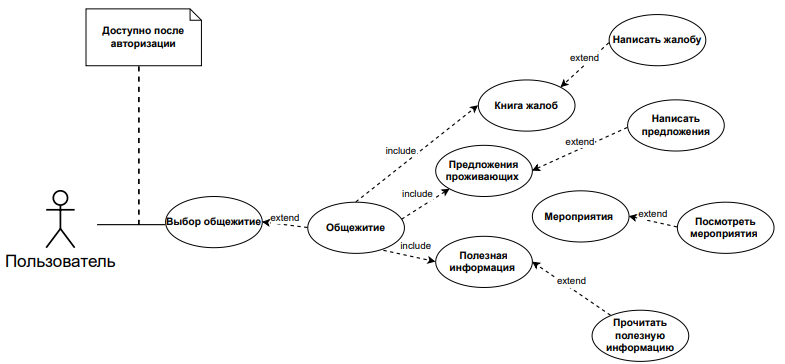 Доступно после
авторизации
Написать жалобу
extend
Книга жалоб
Написать
предложения
extend
include
Предложения
проживающих
include
Выбор общежитие
extend
Общежитие
Мероприятия
extend
Посмотреть
мероприятия
include
Полезная
информация
Пользователь
extend
Прочитать
полезную
информацию